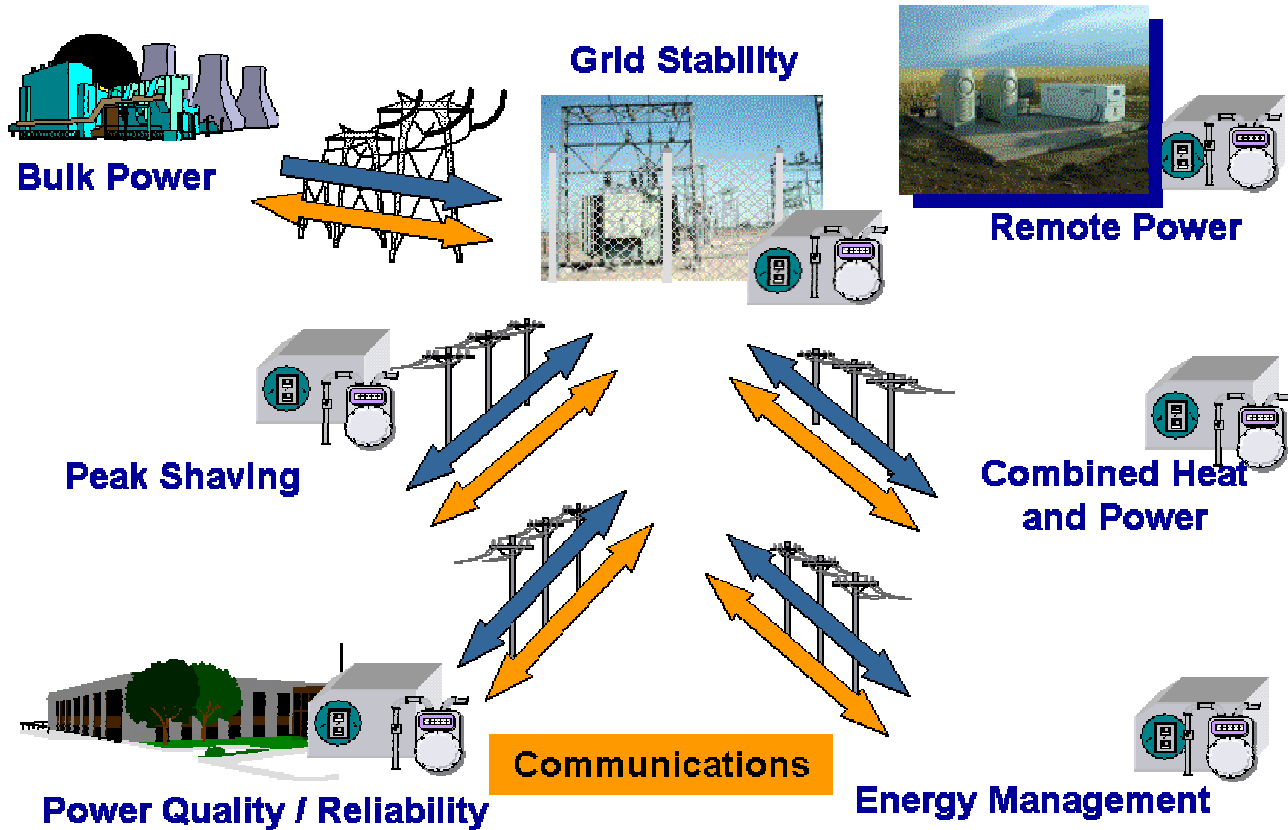 Grid Stability
Bulk Power
Remote Power
Peak Shaving
Combined Heat
and Power
Communications
Power Quality / Reliability
Energy Management